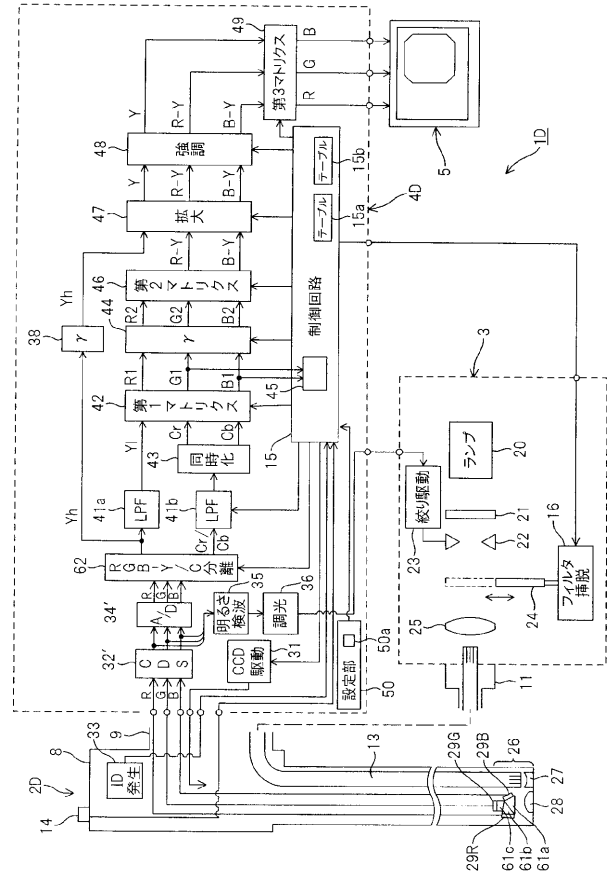 49
第3マトリクス
R
G
B
5
1D
Y
R-Y
B-Y
48
強調
Y
R-Y
B-Y
47
拡大
R-Y
B-Y
46
第2マトリクス
Yh
38
γ
R2
G2
B2
44
γ
R1
G1
B1
42
第1マトリクス
45
制御回路
テーブル
15a
テーブル
15b
4D
15
Yh
Yl
Cr
Cb
43
同時化
41a
LPF
41b
LPF
Cr/
Cb
62
RGB-Y/C分離
34'
A/D
R
G
B
35
明るさ検波
36
調光
32'
CDS
R
G
B
31
CCD駆動
50
設定部
50a
3
ランプ
20
絞り駆動
23
21
22
24
25
16
フィルタ挿脱
11
2D
14
8
33
ID発生
9
13
29G
29B
26
27
28
29R
61c
61b
61a